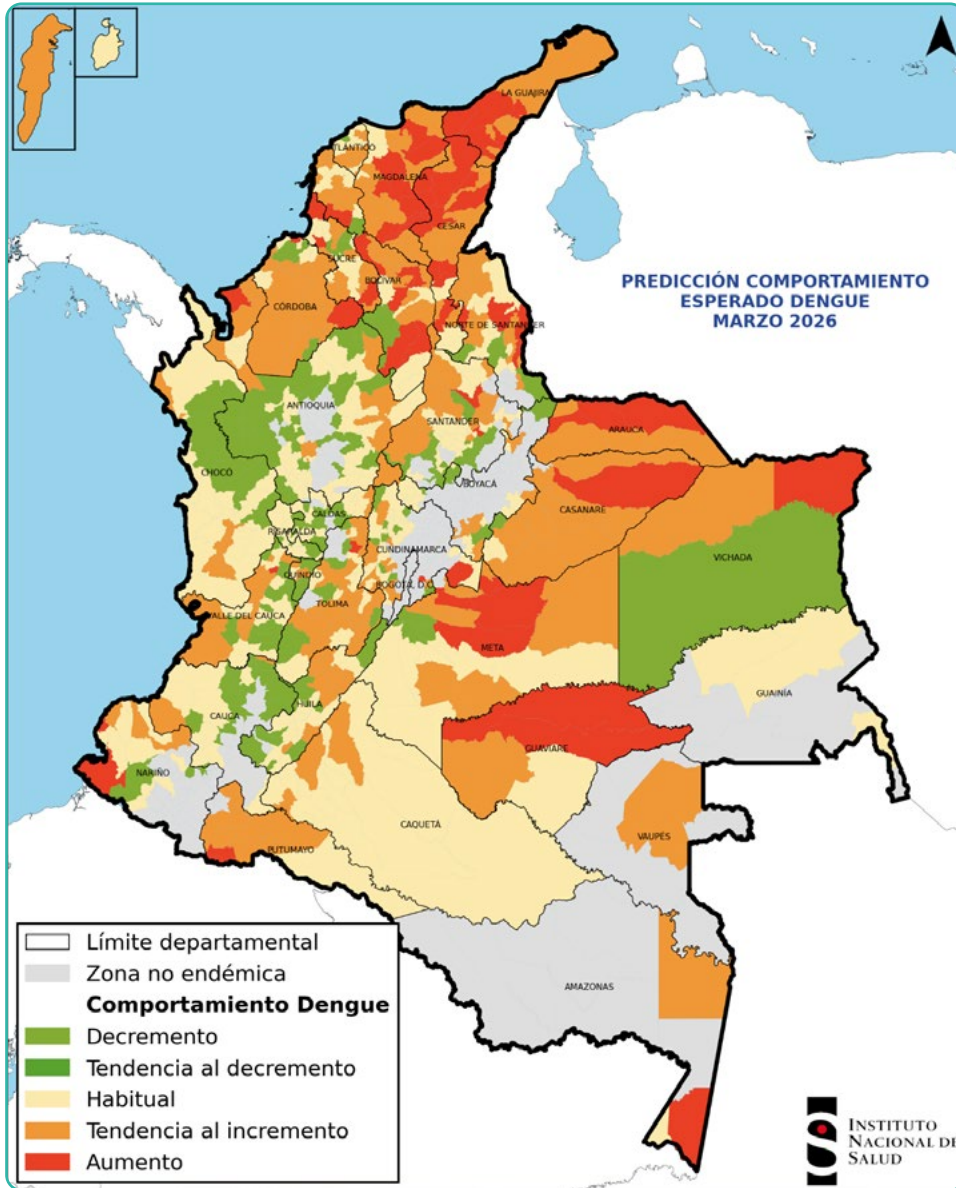 LA GUAJIRA
ATLÁNTICO
MAGDALENA
CESAR
PREDICCIÓN COMPORTAMIENTO
ESPERADO DENGUE
MARZO 2026
SUCRE
BOLÍVAR
CÓRDOBA
NORTE DE SANTANDER
ANTIOQUIA
SANTANDER
ARAUCA
CHOCÓ
BOYACÁ
CASANARE
CALDAS
RISARALDA
CUNDINAMARCA
VICHADA
QUINDÍO
BOGOTÁ, D.C.
TOLIMA
VALLE DEL CAUCA
META
GUAINÍA
HUILA
CAUCA
GUAVIARE
NARIÑO
CAQUETÁ
VAUPÉS
PUTUMAYO
AMAZONAS
Límite departamental
Zona no endémica
Comportamiento Dengue
Decremento
Tendencia al decremento
Habitual
Tendencia al incremento
Aumento
INSTITUTO
NACIONAL DE
SALUD